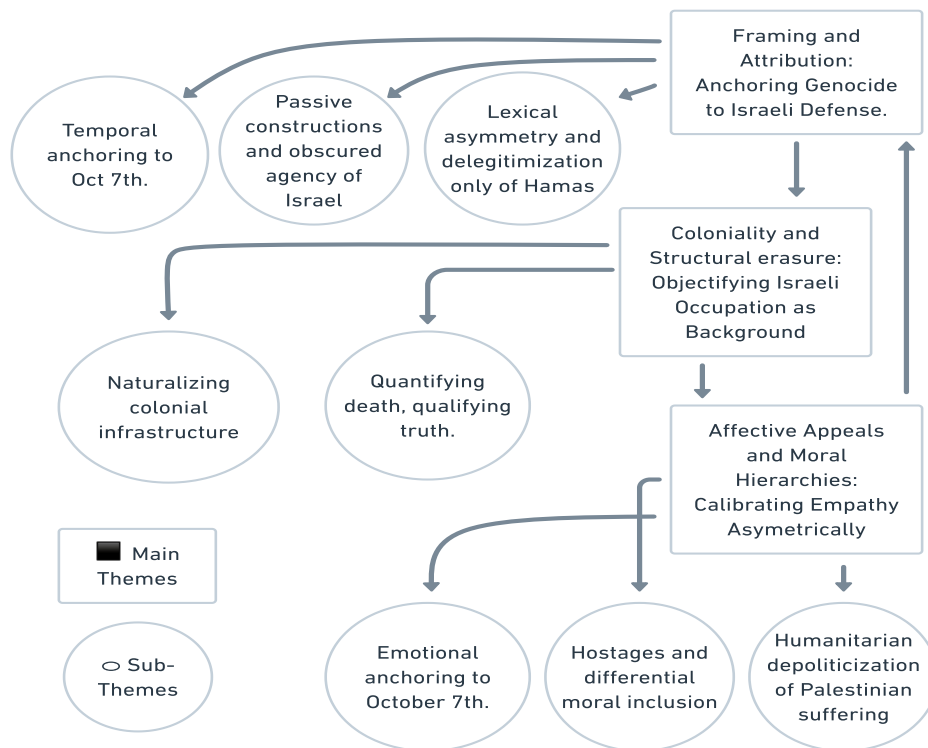 Framing and
Attribution:
Anchoring Genocide
to Israeli Defense.
Temporal
anchoring to
Oct 7th.
Passive
constructions
and obscured
agency of
Israel
Lexical
asymmetry and
delegitimization
only of Hamas
Coloniality and
Structural erasure:
Objectifying Israeli
Occupation as
Background
Naturalizing
colonial
infrastructure
Quantifying
death, qualifying
truth.
Affective Appeals
and Moral
Hierarchies:
Calibrating Empathy
Asymetrically
Main
Themes
Sub-
Themes
Emotional
anchoring to
October 7th.
Hostages and
differential
moral inclusion
Humanitarian
depoliticization
of Palestinian
suffering